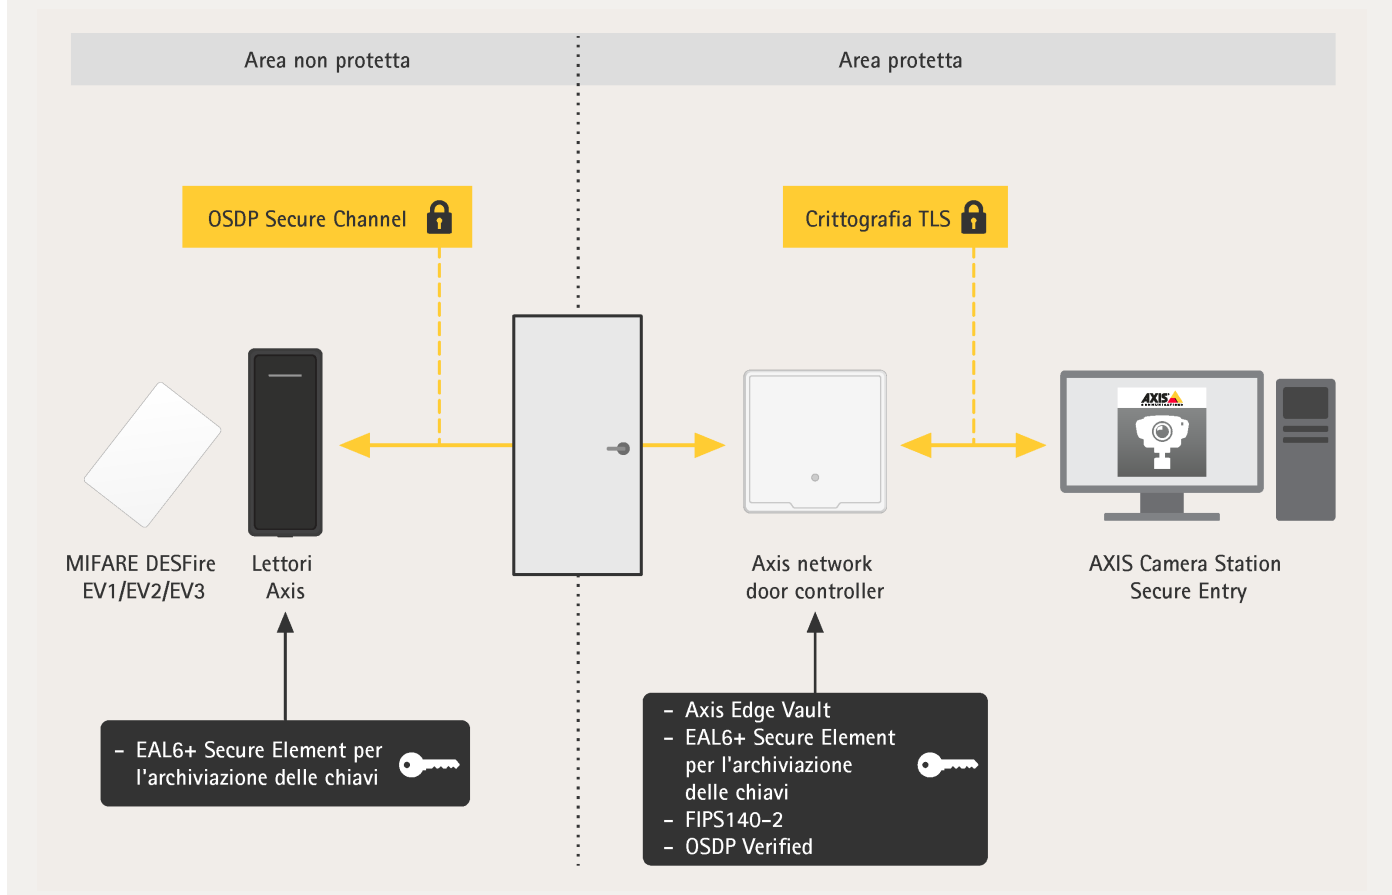 Area non protetta
Area protetta
OSDP Secure Channel
Crittografia TLS
AXIS
COMMUNICATIONS
MIFARE DESFire
EV1/EV2/EV3
Lettori
Axis
Axis network
door controller
AXIS Camera Station
Secure Entry
- EAL6+ Secure Element per
l'archiviazione delle chiavi
- Axis Edge Vault
- EAL6+ Secure Element
per l'archiviazione
delle chiavi
- FIPS140-2
- OSDP Verified